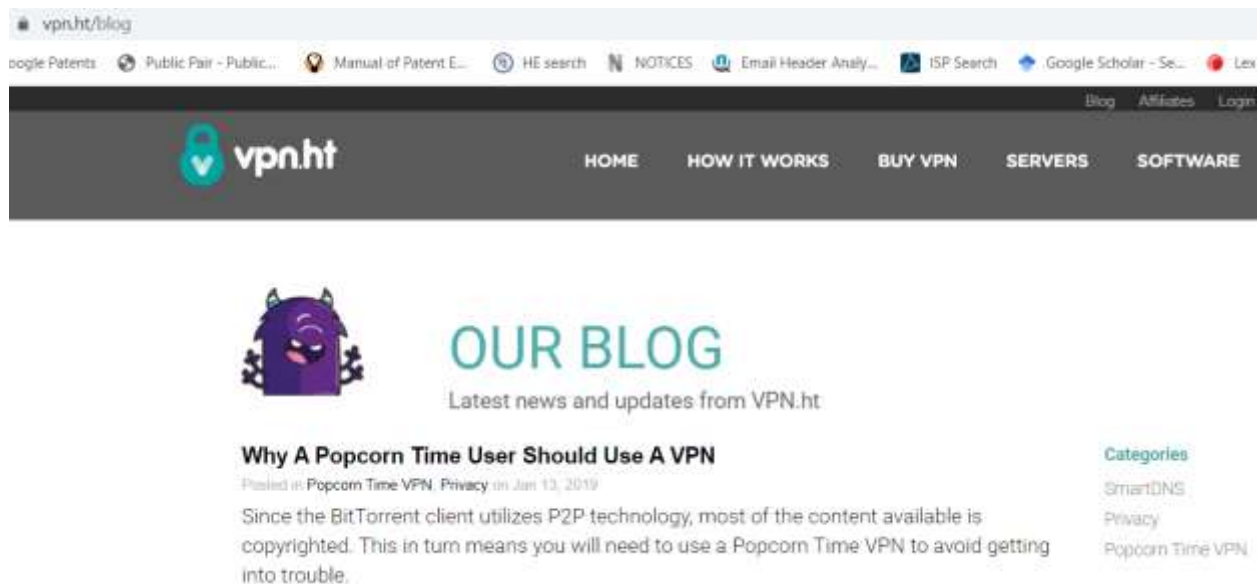 vpn.ht/blog
oogle Patents Public Pair - Public... Manual of Patent E... HE search NOTICES Email Header Analy... ISP Search Google Scholar - Se... Lex
Blog Affiliates Login
vpn.ht HOME HOW IT WORKS BUY VPN SERVERS SOFTWARE
OUR BLOG
Latest news and updates from VPN.ht
Why A Popcorn Time User Should Use A VPN
Posted in Popcorn Time VPN, Privacy on Jan 13, 2019
Since the BitTorrent client utilizes P2P technology, most of the content available is
copyrighted. This in turn means you will need to use a Popcorn Time VPN to avoid getting
into trouble.
Categories
SmartDNS
Privacy
Popcorn Time VPN